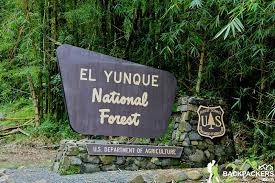 EL YUNQUE
National
Forest
U.S. DEPARTMENT OF AGRICULTURE
US
BACKPACKERS